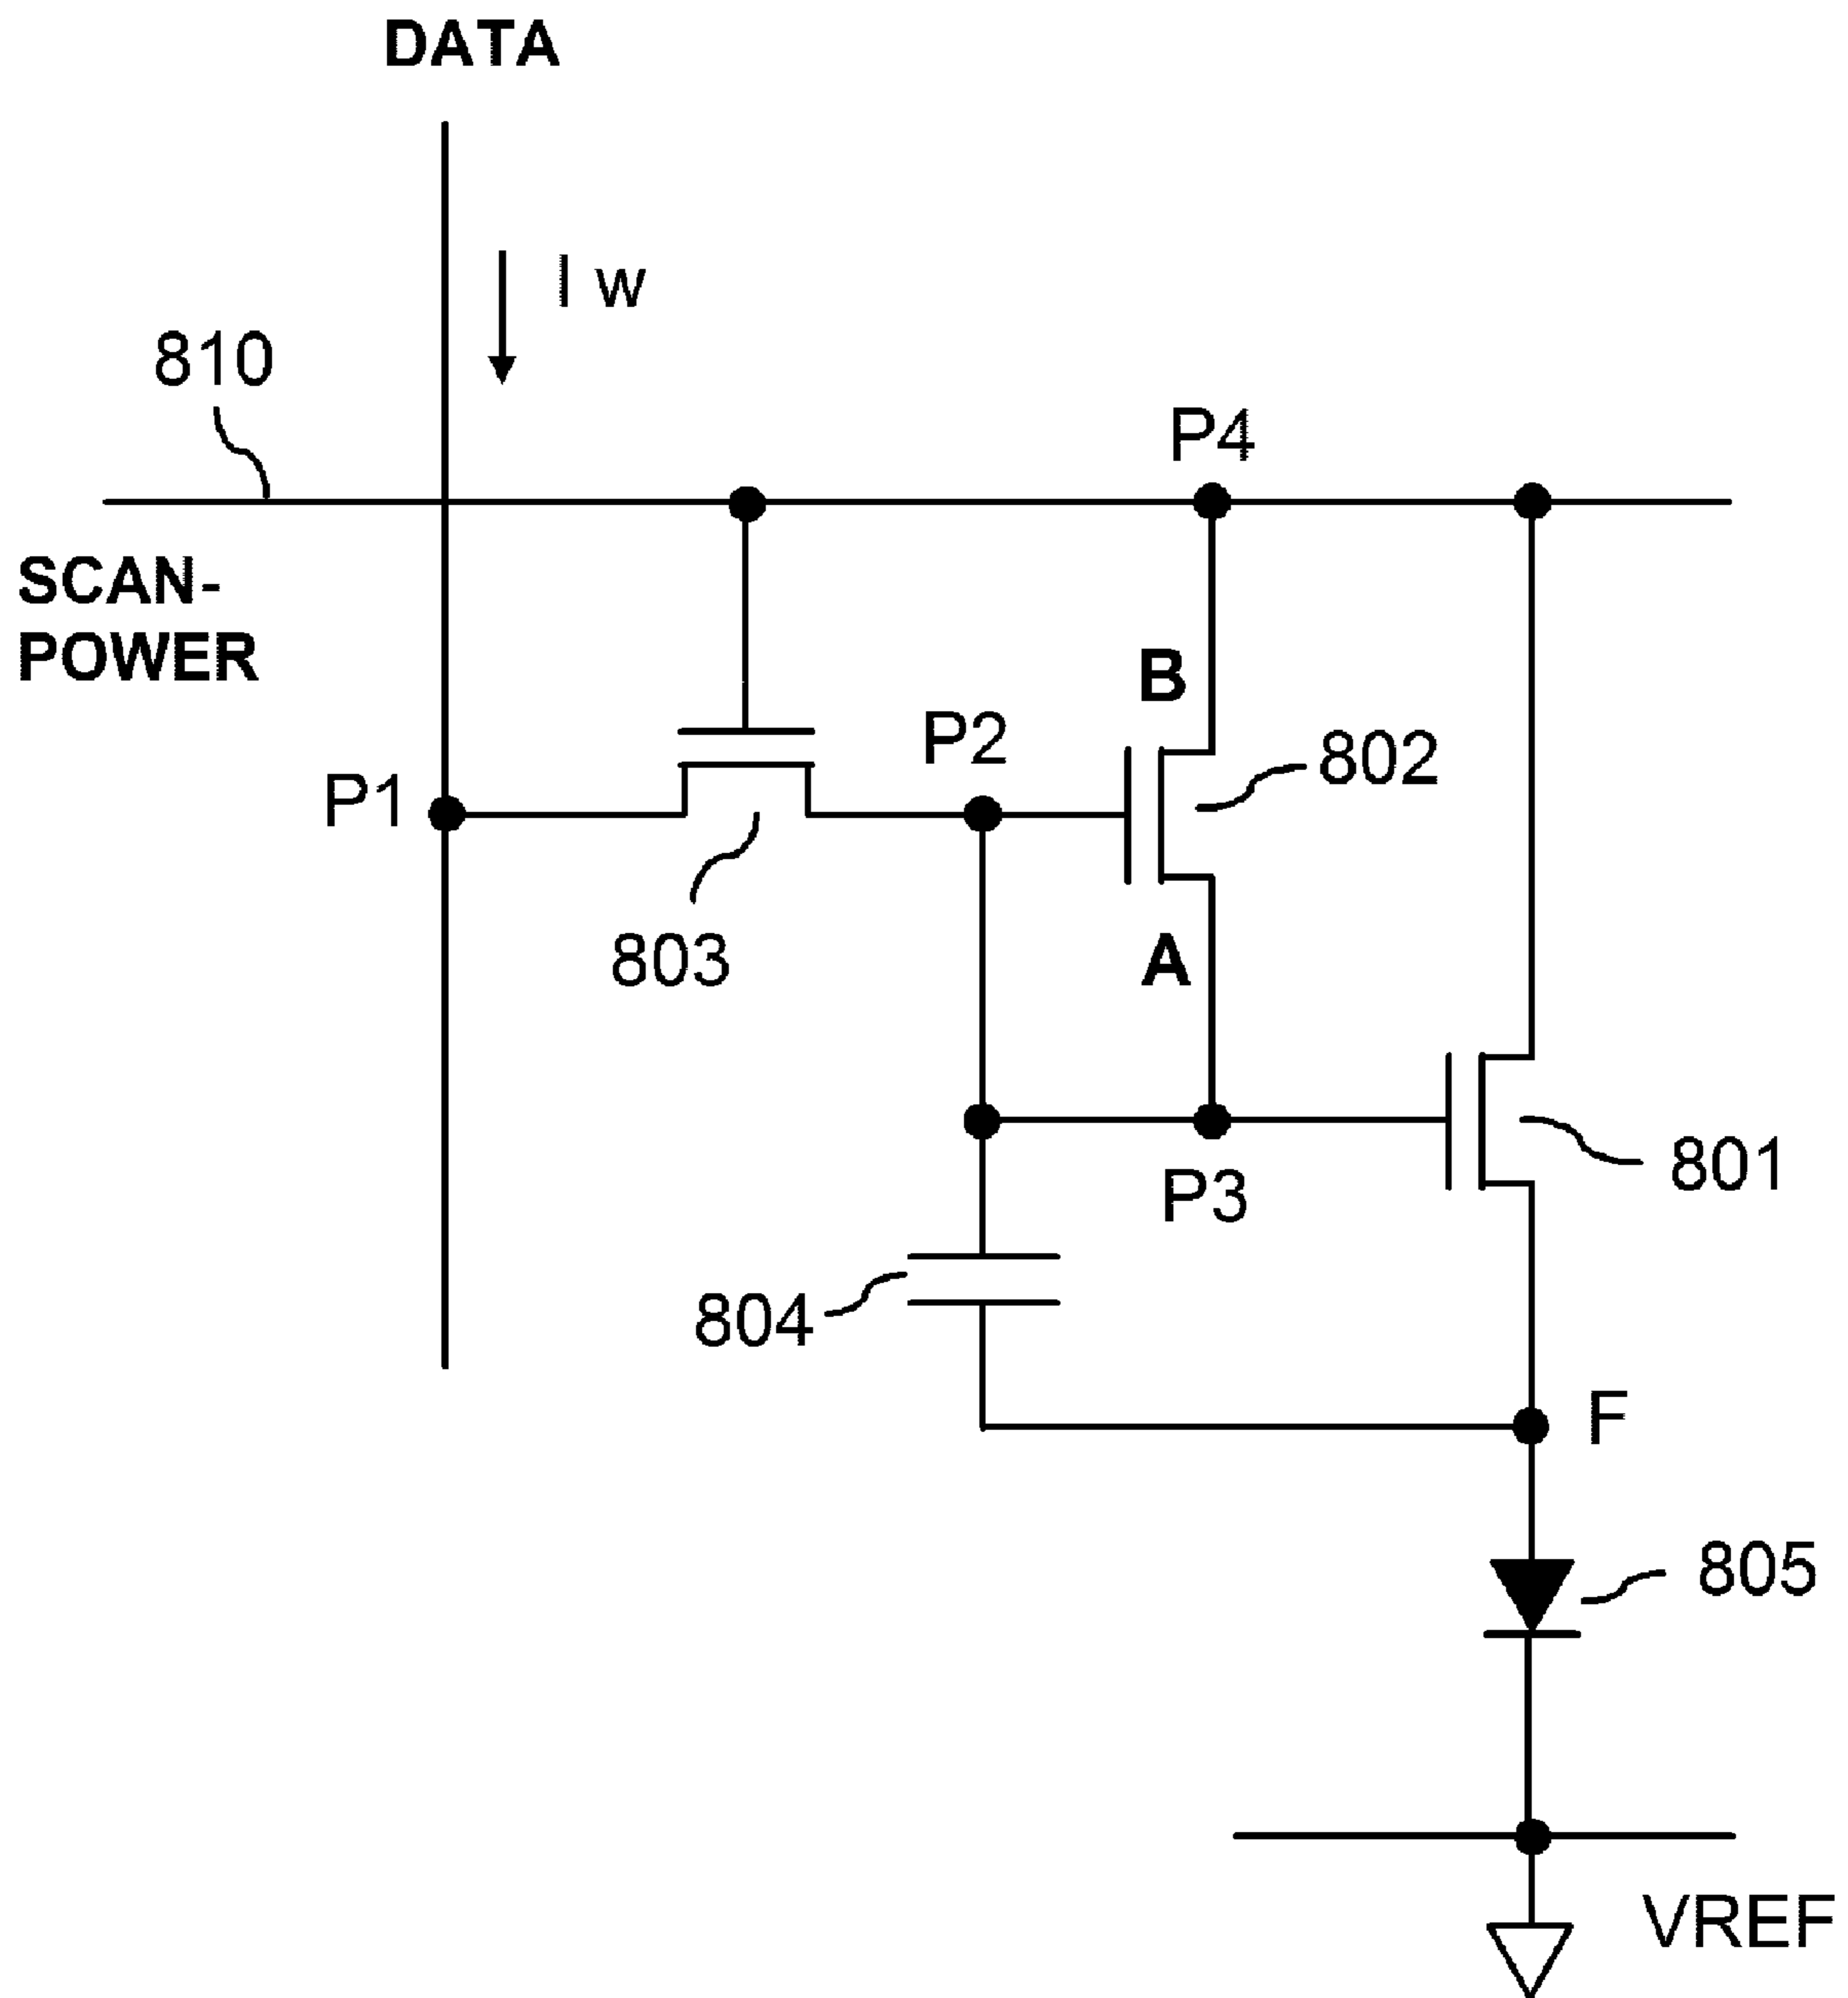 DATA
I w
810
P4
SCAN-
POWER
B
P2
802
P1
803
A
801
P3
804
F
805
VREF